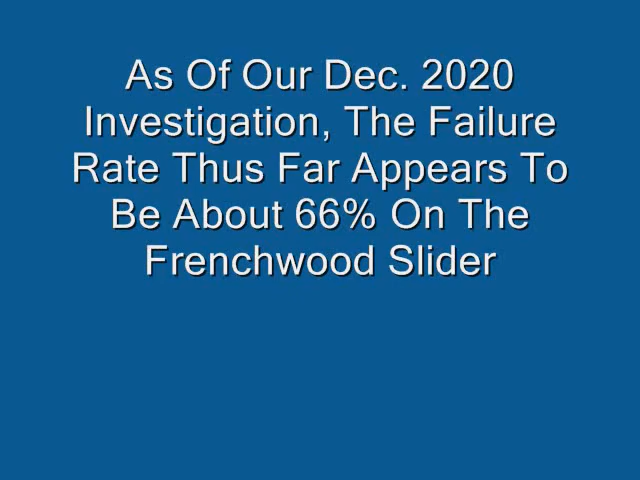 As Of Our Dec. 2020
Investigation, The Failure
Rate Thus Far Appears To
Be About 66% On The
Frenchwood Slider